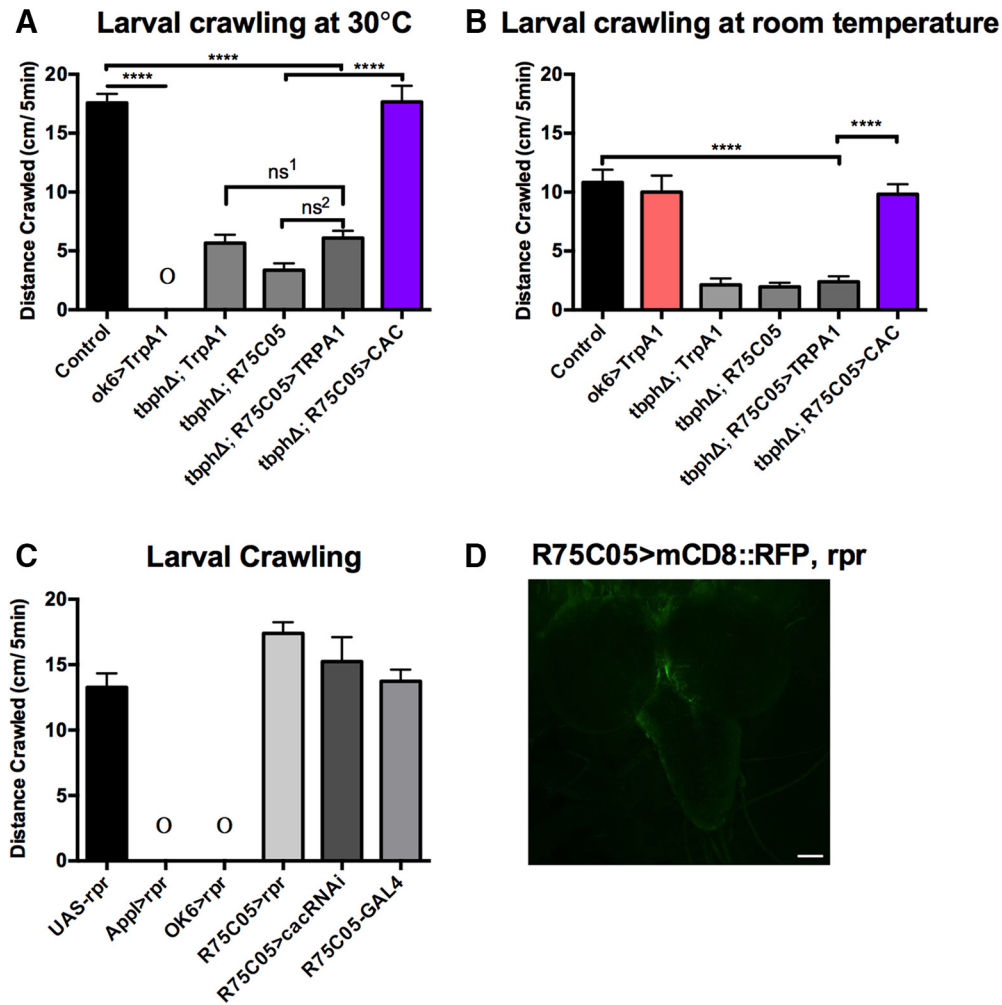 A
Larval crawling at 30°C
Distance Crawled (cm/ 5min)
20
15
10
5
0
****
****
****
ns¹
ns²
O
Control
ok6>TrpA1
tbphΔ; TrpA1
tbphΔ; R75C05
tbphΔ; R75C05>TRPA1
tbphΔ; R75C05>CAC
B
Larval crawling at room temperature
Distance Crawled (cm/ 5min)
20
15
10
5
0
****
****
Control
ok6>TrpA1
tbphΔ; TrpA1
tbphΔ; R75C05
tbphΔ; R75C05>TRPA1
tbphΔ; R75C05>CAC
C
Larval Crawling
Distance Crawled (cm/ 5min)
20
15
10
5
0
O
O
UAS-rpr
Appl>rpr
OK6>rpr
R75C05>rpr
R75C05>cacRNAi
R75C05-GAL4
D
R75C05>mCD8::RFP, rpr